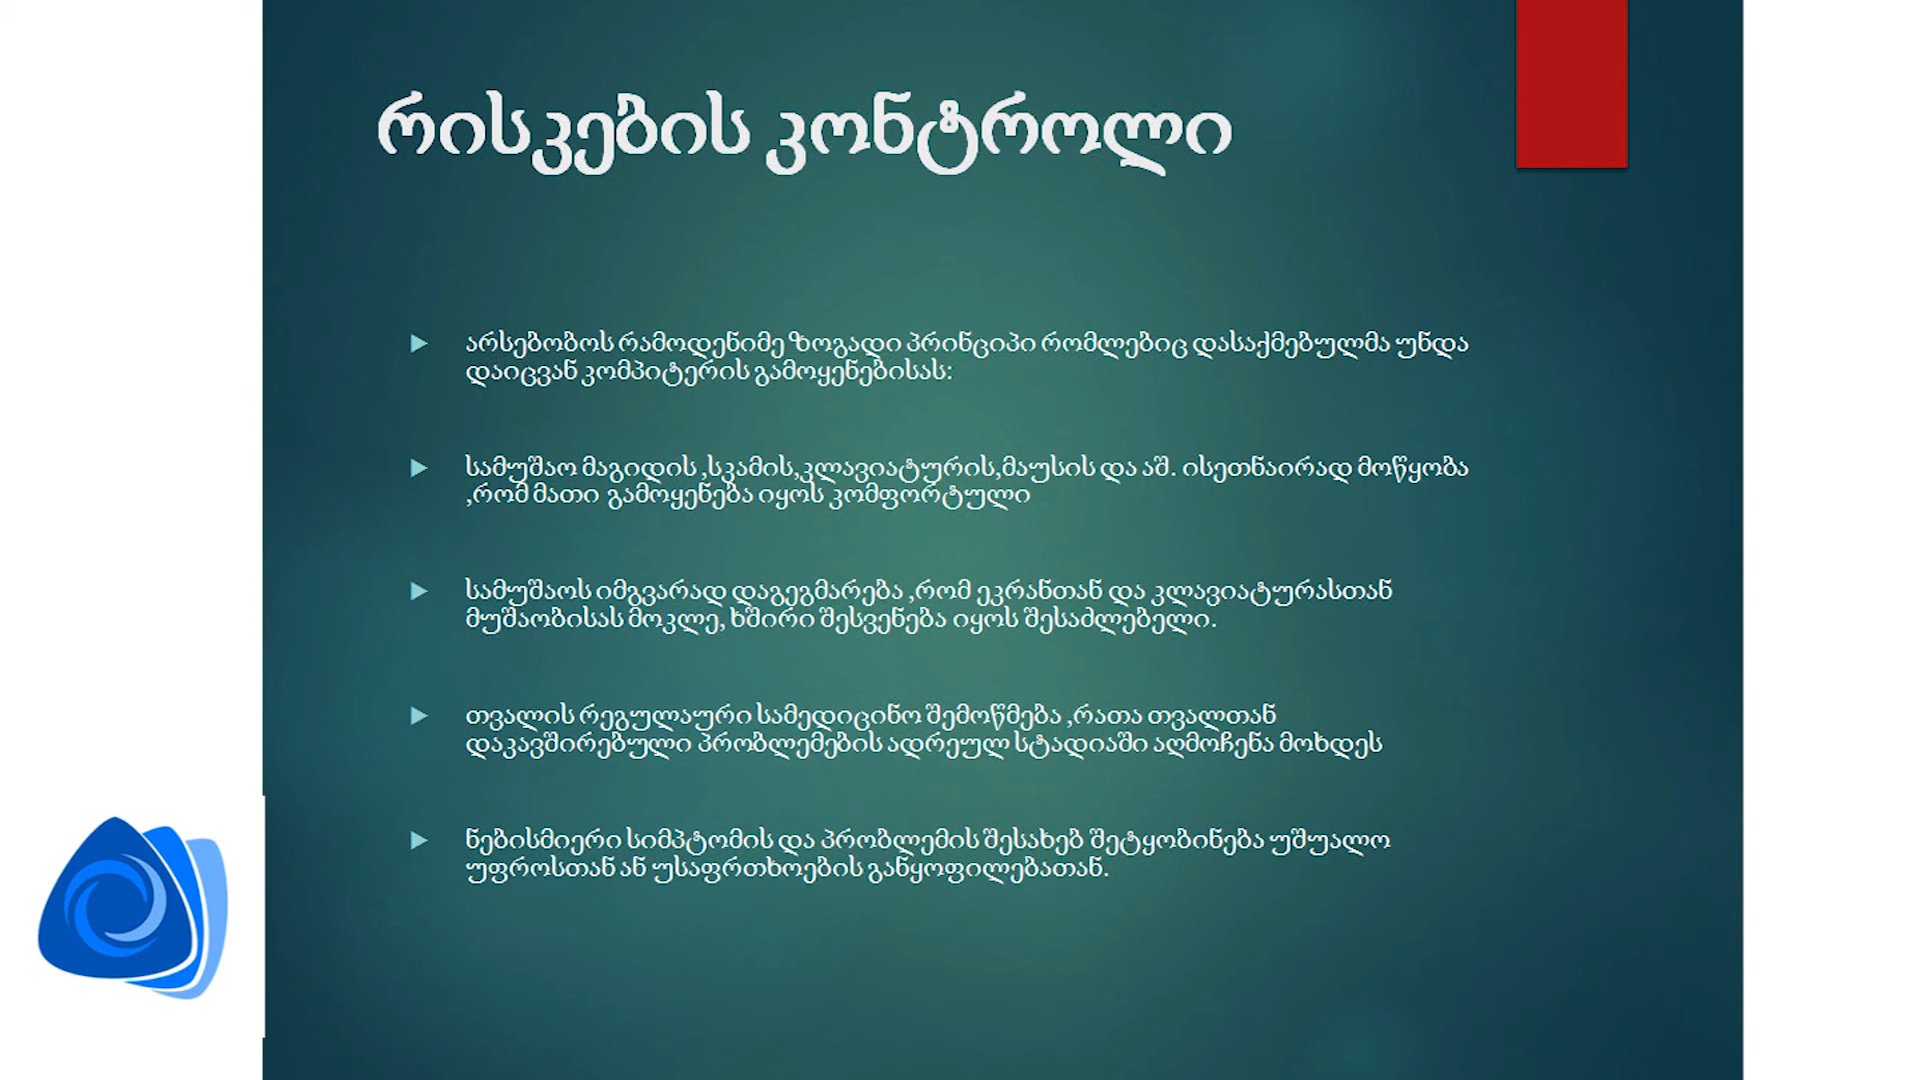 რისკების კონტროლი
არსებობოს რამოდენიმე ზოგადი პრინციპი რომლებიც დასაქმებულმა უნდა
დაიცვან კომპიტერის გამოყენებისას:
სამუშაო მაგიდის ,სკამის,კლავიატურის,მაუსის და აშ. ისეთნაირად მოწყობა
,რომ მათი გამოყენება იყოს კომფორტული
სამუშაოს იმგვარად დაგეგმარება ,რომ ეკრანთან და კლავიატურასთან
მუშაობისას მოკლე, ხშირი შესვენება იყოს შესაძლებელი.
თვალის რეგულაური სამედიცინო შემოწმება ,რათა თვალთან
დაკავშირებული პრობლემების ადრეულ სტადიაში აღმოჩენა მოხდეს
ნებისმიერი სიმპტომის და პრობლემის შესახებ შეტყობინება უშუალო
უფროსთან ან უსაფრთხოების განყოფილებათან.